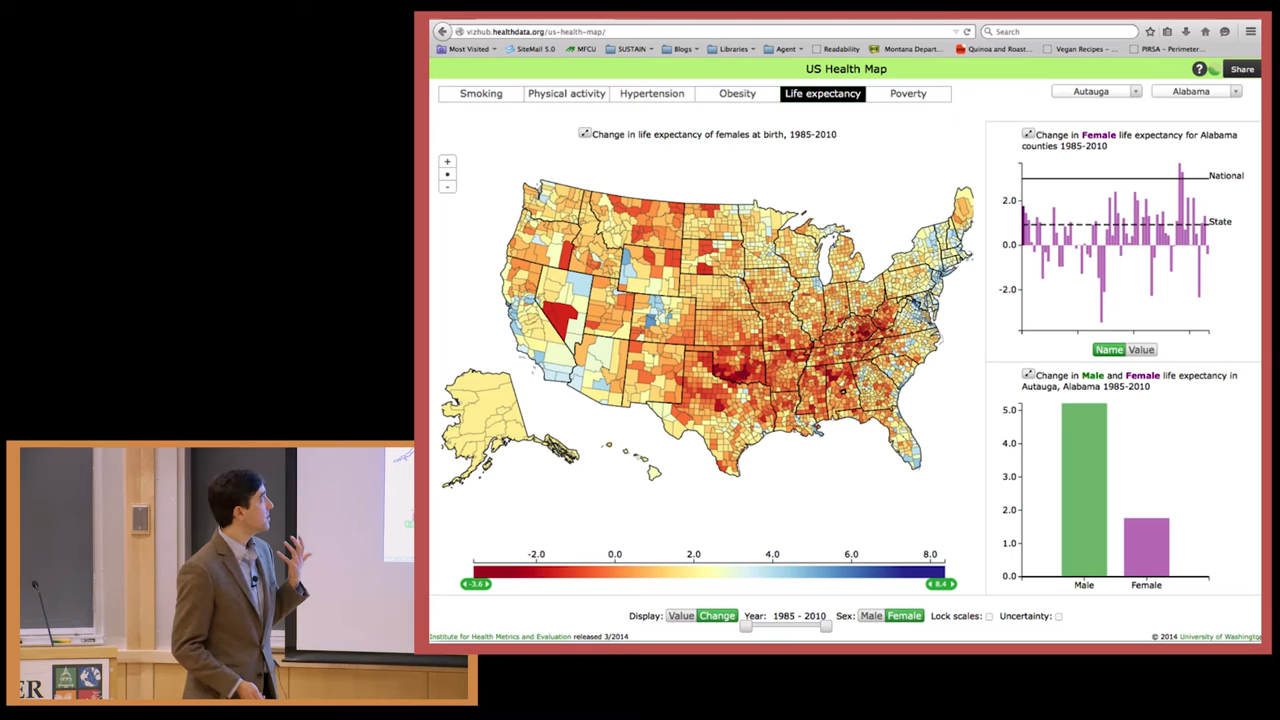 vizhub.healthdata.org/us-health-map/
Search
Most Visited
SiteMail 5.0
MFCU
SUSTAIN
Blogs
Libraries
Agent
Readability
Montana Depart...
Quinoa and Roast...
Vegan Recipes - ...
PIRSA - Perimeter...
US Health Map
?
Share
Smoking
Physical activity
Hypertension
Obesity
Life expectancy
Poverty
Autauga
Alabama
Change in life expectancy of females at birth, 1985-2010
+
-
Change in Female life expectancy for Alabama
counties 1985-2010
National
2.0
State
0.0
-2.0
Name Value
Change in Male and Female life expectancy in
Autauga, Alabama 1985-2010
5.0
4.0
3.0
2.0
1.0
0.0
Male Female
-2.0 0.0 2.0 4.0 6.0 8.0
-3.6
8.4
Display: Value Change Year: 1985 - 2010 Sex: Male Female Lock scales: Uncertainty:
Institute for Health Metrics and Evaluation released 3/2014
© 2014 University of Washington
ER